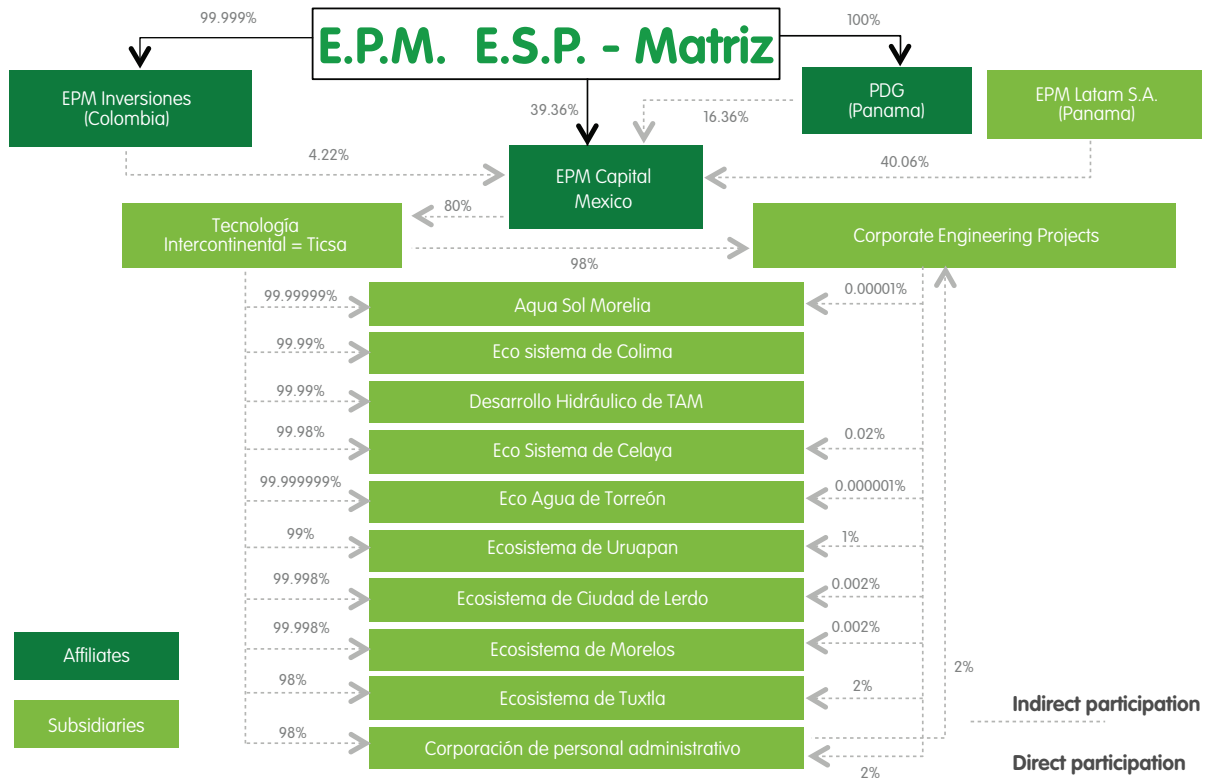 99.999%
E.P.M. E.S.P. - Matriz
100%
EPM Inversiones
(Colombia)
39.36%
16.36%
PDG
(Panama)
EPM Latam S.A.
(Panama)
4.22%
EPM Capital
Mexico
40.06%
80%
Tecnología
Intercontinental = Ticsa
98%
Corporate Engineering Projects
99.99999%
Aqua Sol Morelia
0.00001%
99.99%
Eco sistema de Colima
99.99%
Desarrollo Hidráulico de TAM
99.98%
Eco Sistema de Celaya
0.02%
99.999999%
Eco Agua de Torreón
0.000001%
99%
Ecosistema de Uruapan
1%
99.998%
Ecosistema de Ciudad de Lerdo
0.002%
99.998%
Ecosistema de Morelos
0.002%
98%
Ecosistema de Tuxtla
2%
98%
Corporación de personal administrativo
2%
2%
Affiliates
Subsidiaries
Indirect participation
Direct participation